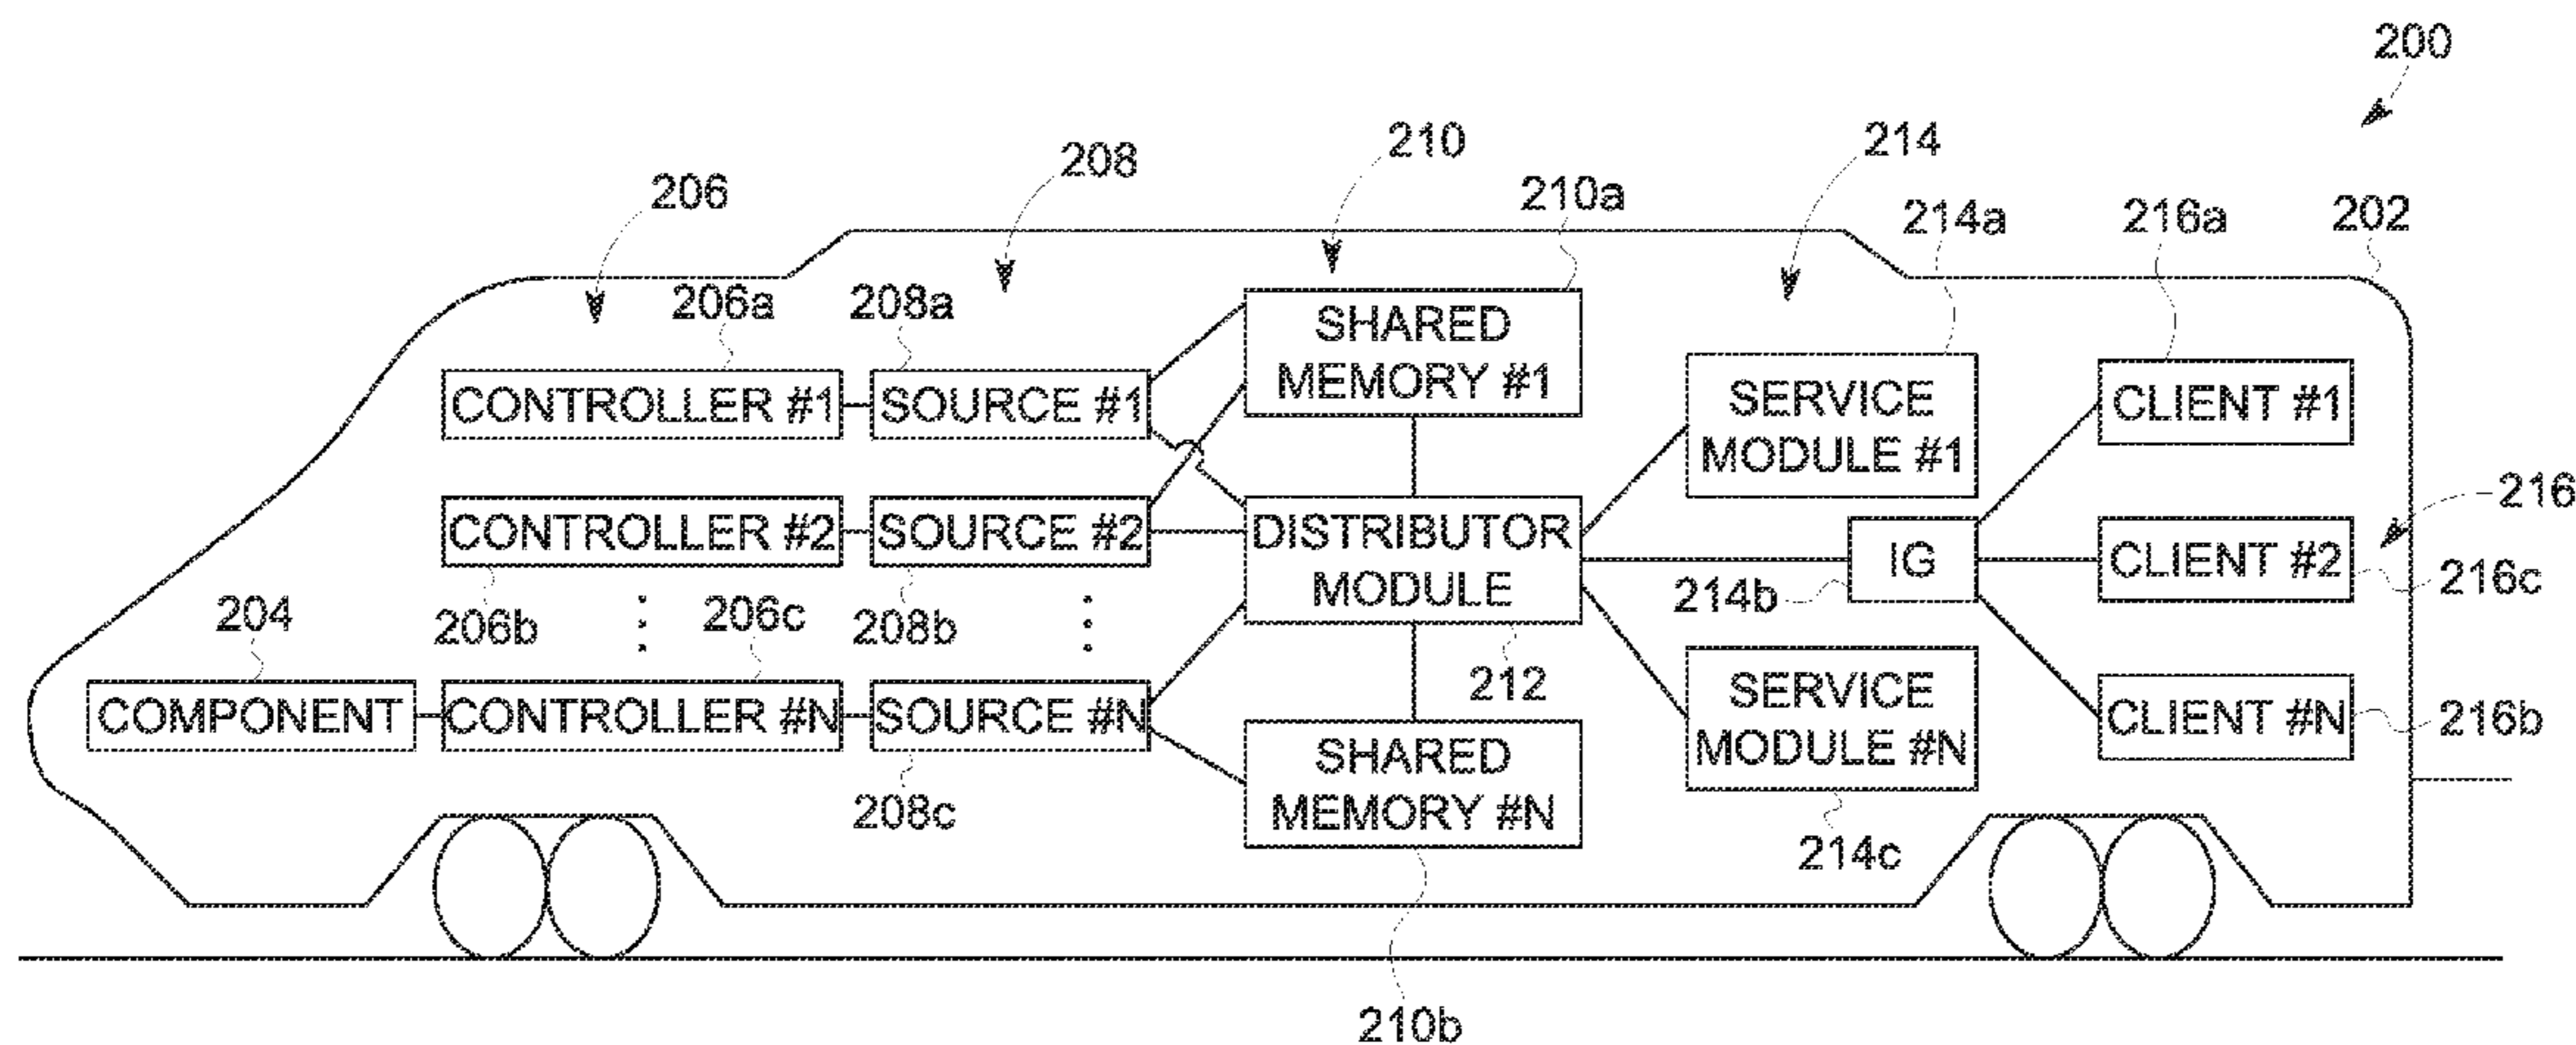 200
210
214
208
206
210a
214a
216a
202
206a
208a
SHARED
MEMORY #1
CONTROLLER #1
SOURCE #1
SERVICE
MODULE #1
CLIENT #1
216
CONTROLLER #2
SOURCE #2
DISTRIBUTOR
MODULE
IG
CLIENT #2
214b
216c
204
206b
206c
208b
212
COMPONENT
CONTROLLER #N
SOURCE #N
SERVICE
MODULE #N
CLIENT #N
216b
SHARED
MEMORY #N
208c
214c
210b